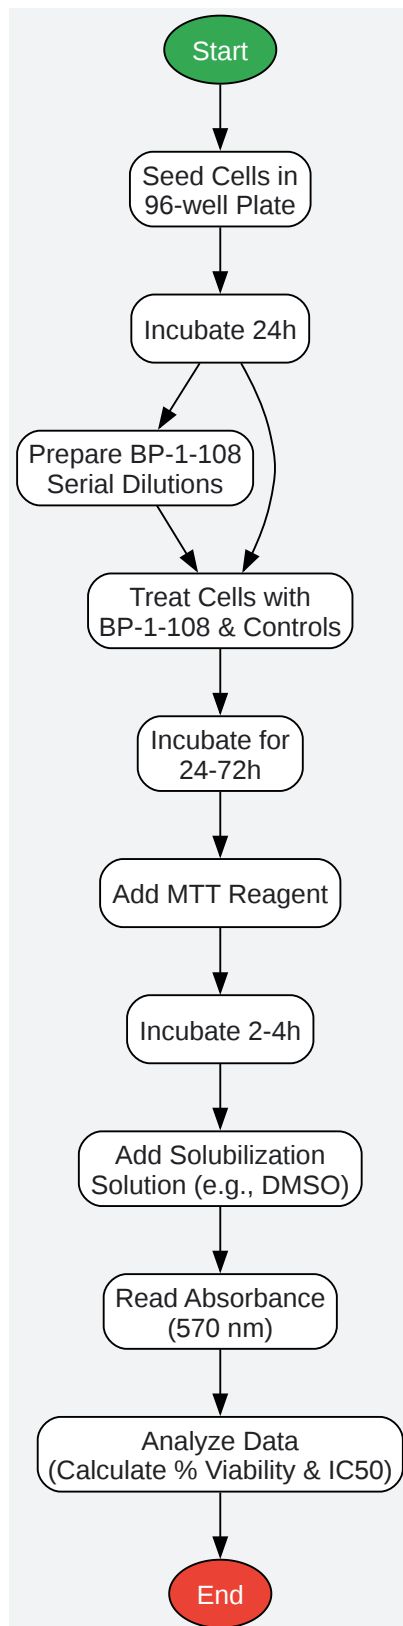 Start
Seed Cells in
96-well Plate
Incubate 24h
Prepare BP-1-108
Serial Dilutions
Treat Cells with
BP-1-108 & Controls
Incubate for
24-72h
Add MTT Reagent
Incubate 2-4h
Add Solubilization
Solution (e.g., DMSO)
Read Absorbance
(570 nm)
Analyze Data
(Calculate % Viability & IC50)
End